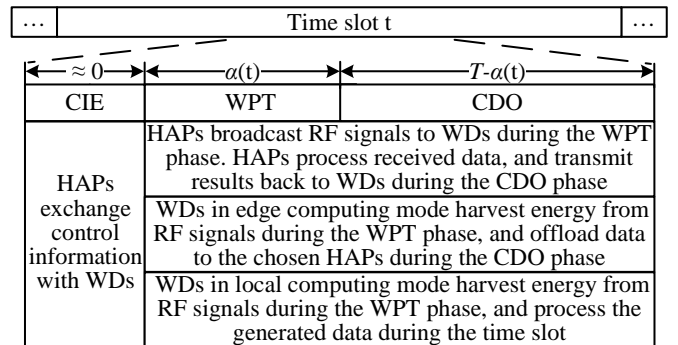 ... Time slot t ...
≈ 0 α(t) T-α(t)
CIE WPT CDO
HAPs
exchange
control
information
with WDs
HAPs broadcast RF signals to WDs during the WPT
phase. HAPs process received data, and transmit
results back to WDs during the CDO phase
WDs in edge computing mode harvest energy from
RF signals during the WPT phase, and offload data
to the chosen HAPs during the CDO phase
WDs in local computing mode harvest energy from
RF signals during the WPT phase, and process the
generated data during the time slot